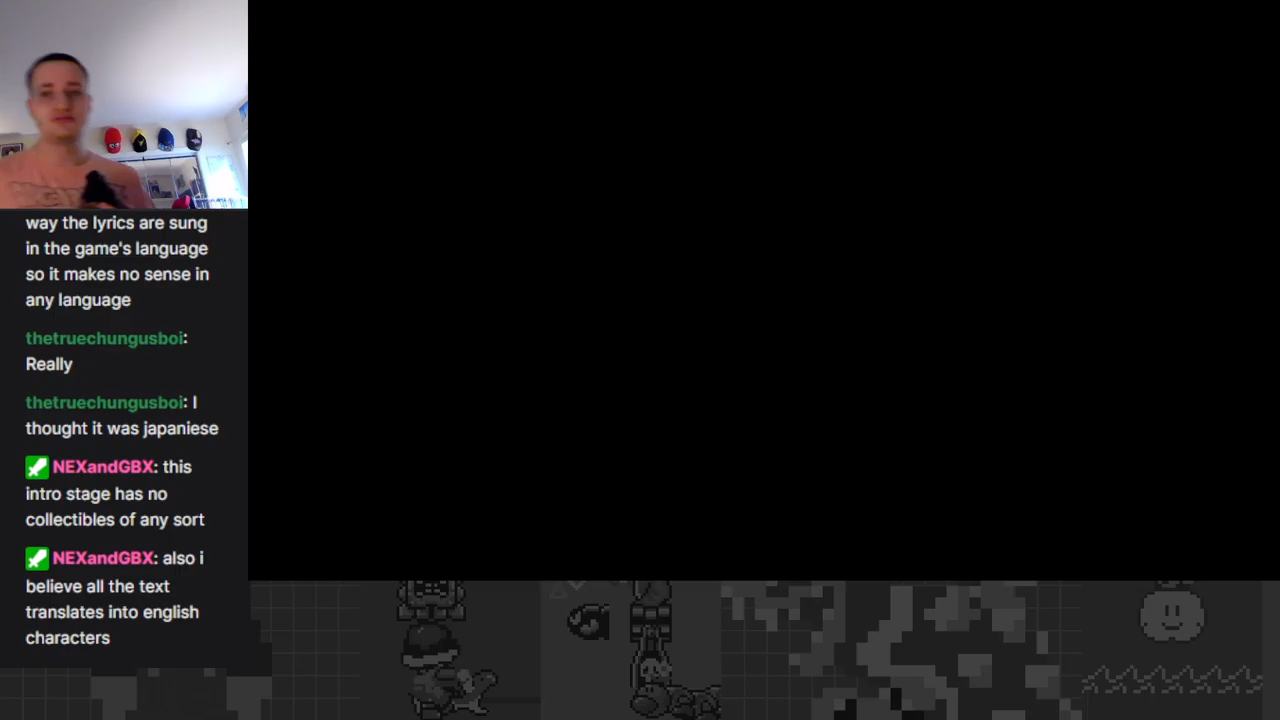 way the lyrics are sung
in the game's language
so it makes no sense in
any language
thetruechungusboi:
Really
thetruechungusboi: I
thought it was japaniese
NEXandGBX: this
intro stage has no
collectibles of any sort
NEXandGBX: also i
believe all the text
translates into english
characters